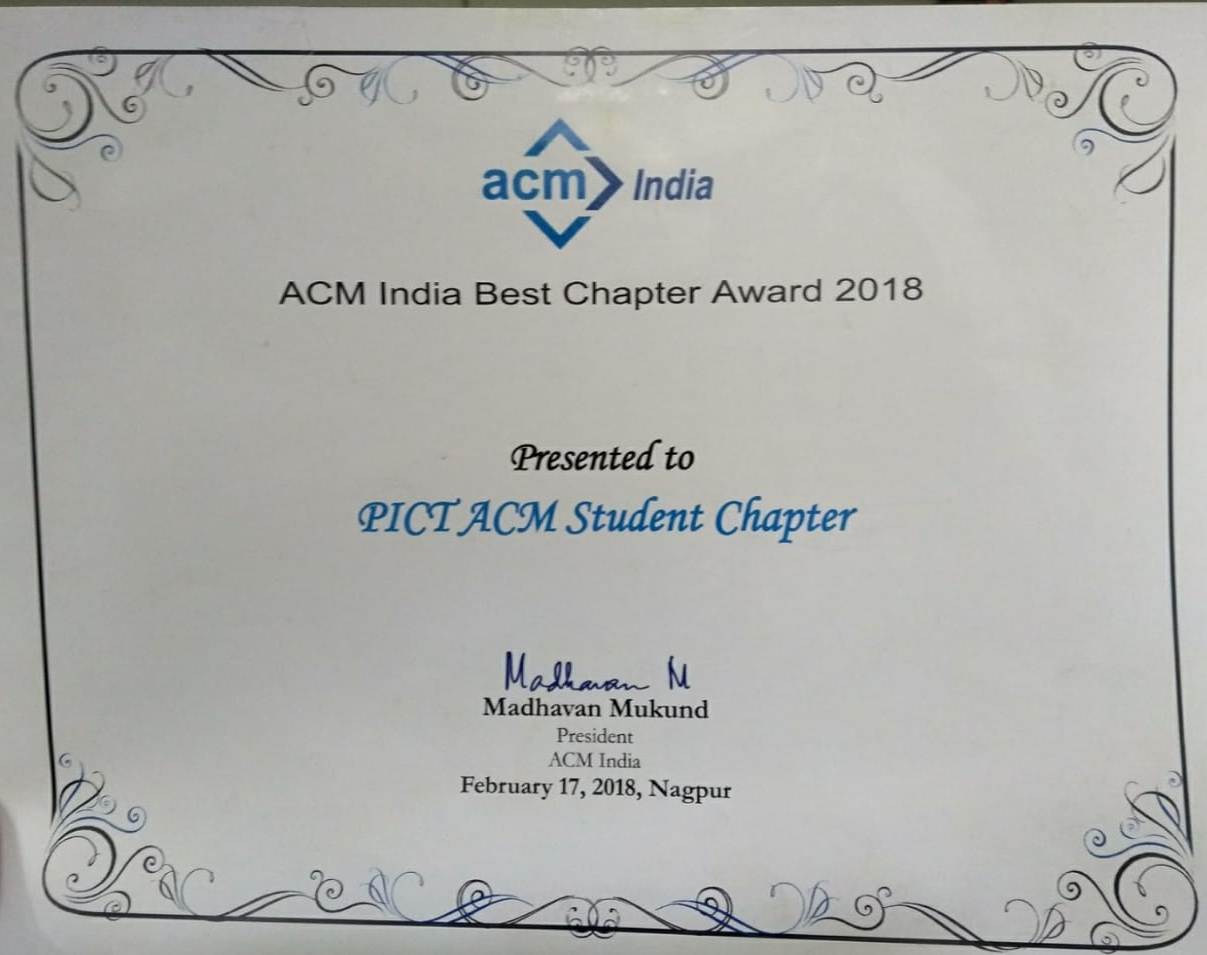 acm India
ACM India Best Chapter Award 2018
Presented to
PICT ACM Student Chapter
Madhavan M
Madhavan Mukund
President
ACM India
February 17, 2018, Nagpur